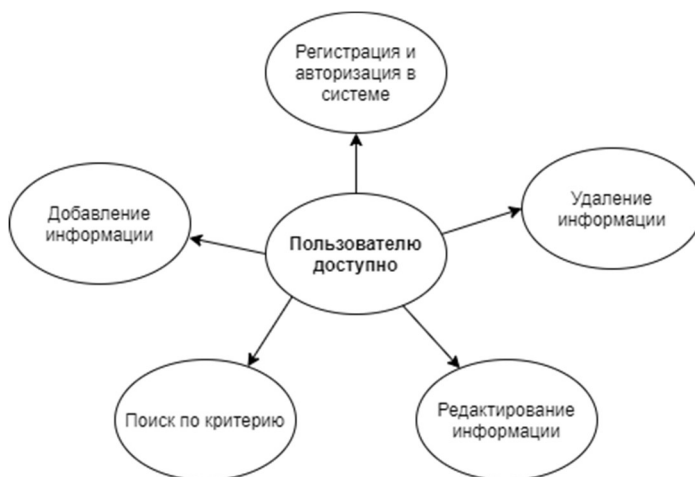 Регистрация и
авторизация в
системе
Добавление
информации
Удаление
информации
Пользователю
доступно
Поиск по критерию
Редактирование
информации